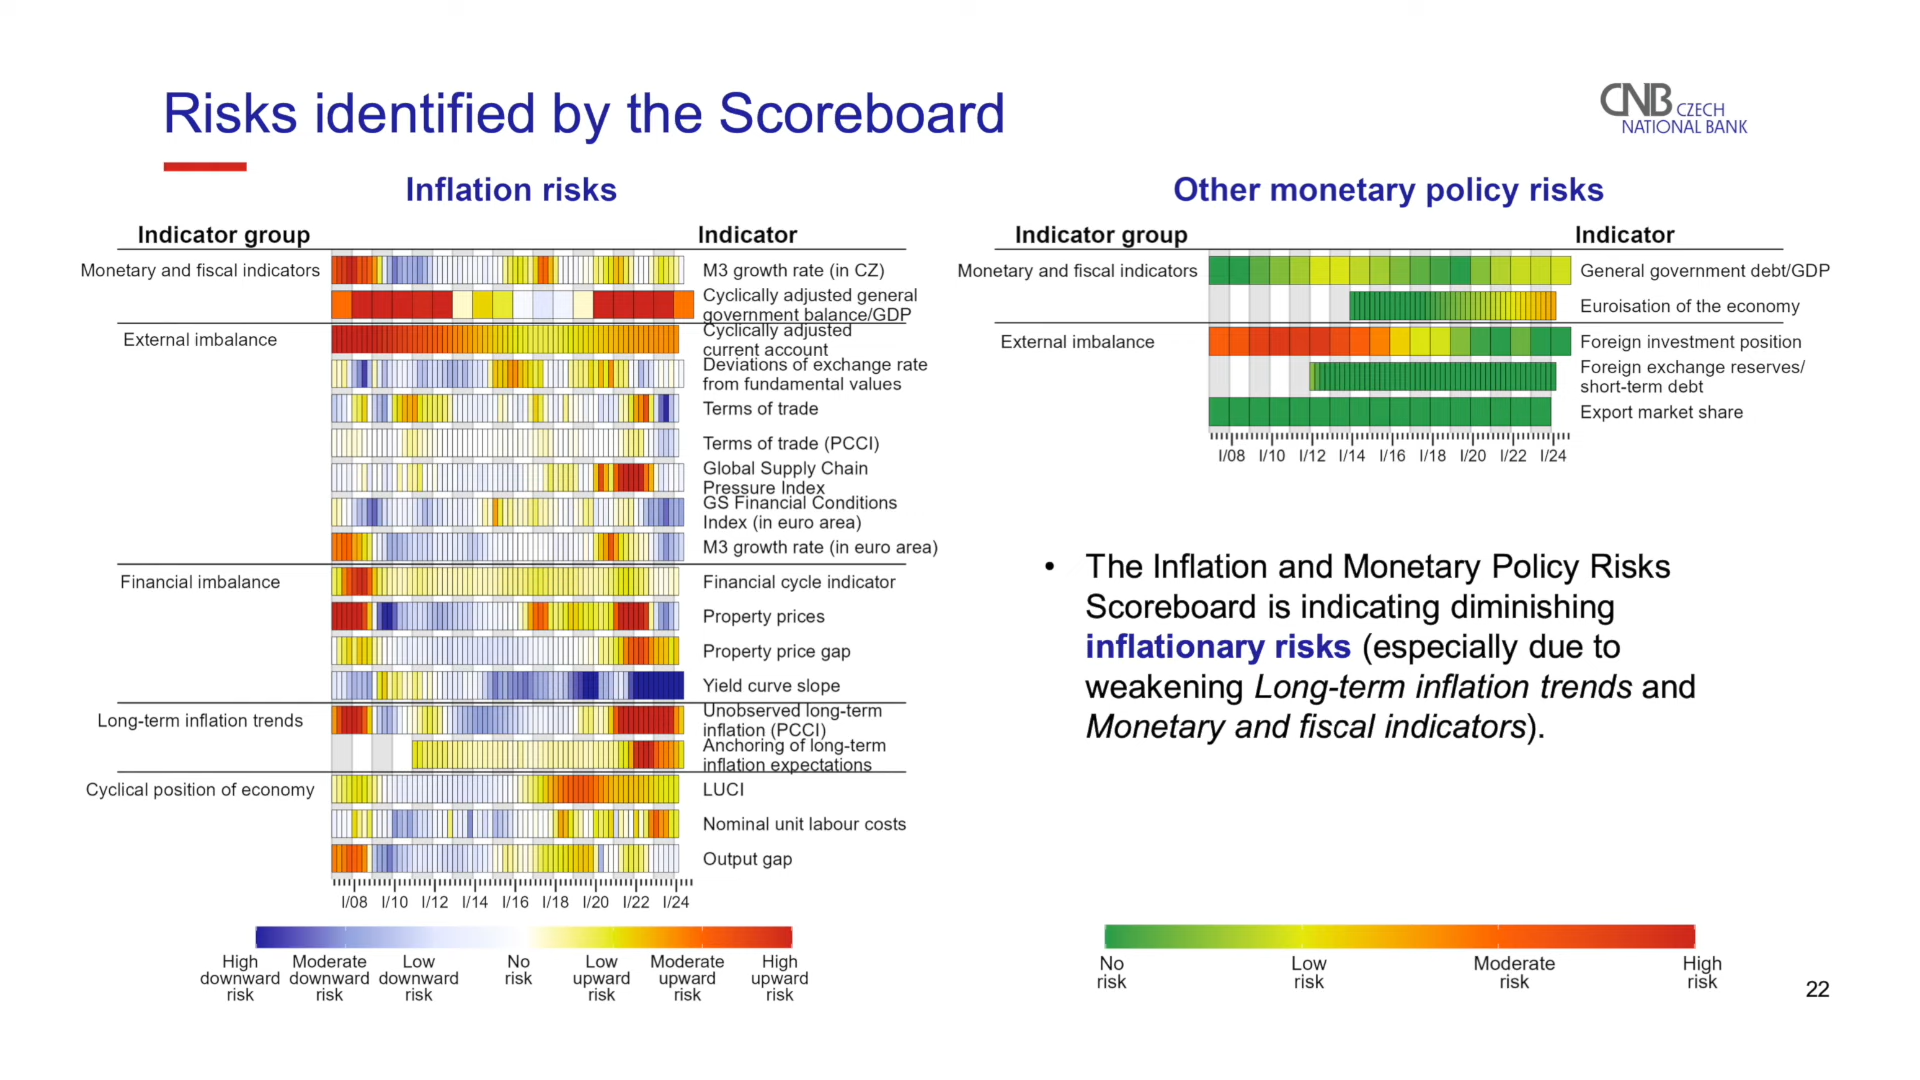 Risks identified by the Scoreboard
CNB CZECH
NATIONAL BANK
Inflation risks
Indicator group
Indicator
Monetary and fiscal indicators
M3 growth rate (in CZ)
Cyclically adjusted general
government balance/GDP
External imbalance
Cyclically adjusted
current account
Deviations of exchange rate
from fundamental values
Terms of trade
Terms of trade (PCCI)
Global Supply Chain
Pressure Index
GS Financial Conditions
Index (in euro area)
M3 growth rate (in euro area)
Financial imbalance
Financial cycle indicator
Property prices
Property price gap
Yield curve slope
Long-term inflation trends
Unobserved long-term
inflation (PCCI)
Anchoring of long-term
inflation expectations
Cyclical position of economy
LUCI
Nominal unit labour costs
Output gap
I/08 I/10 I/12 I/14 I/16 I/18 I/20 I/22 I/24
High Moderate Low No Low Moderate High
downward downward downward risk upward upward upward
risk risk risk risk risk risk
Other monetary policy risks
Indicator group
Indicator
Monetary and fiscal indicators
General government debt/GDP
Euroisation of the economy
External imbalance
Foreign investment position
Foreign exchange reserves/
short-term debt
Export market share
I/08 I/10 I/12 I/14 I/16 I/18 I/20 I/22 I/24
• The Inflation and Monetary Policy Risks
Scoreboard is indicating diminishing
inflationary risks (especially due to
weakening Long-term inflation trends and
Monetary and fiscal indicators).
No Low Moderate High
risk risk risk risk
22